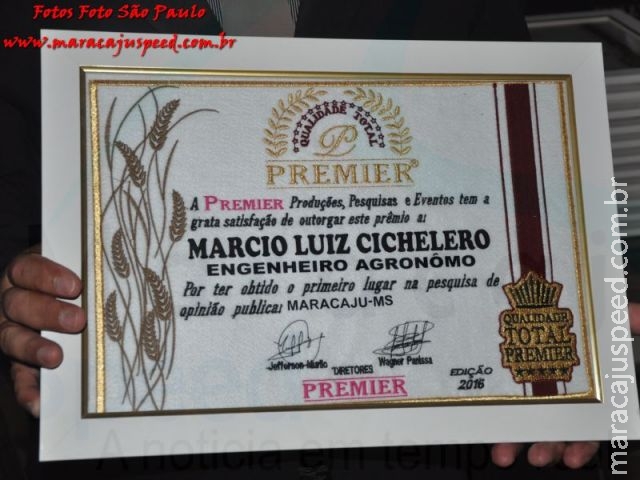 Fotos Foto São Paulo
www.maracajuspeed.com.br
QUALIDADE TOTAL
P
PREMIER®
A PREMIER Produções, Pesquisas e Eventos tem a
grata satisfação de outorgar este prêmio a:
MARCIO LUIZ CICHELERO
ENGENHEIRO AGRONÔMO
Por ter obtido o primeiro lugar na pesquisa de
opinião publica: MARACAJU-MS
Jefferson Murilo
Wagner Parissa
DIRETORES
PREMIER
EDIÇÃO
2016
QUALIDADE
TOTAL
PREMIER
maracajuspeed.com.br
A notícia em temp